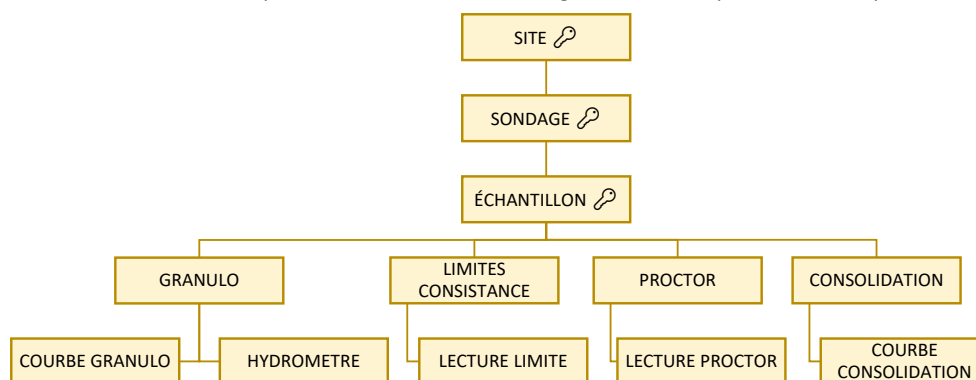 SITE
SONDAGE
ÉCHANTILLON
GRANULO
LIMITES
CONSISTANCE
PROCTOR
CONSOLIDATION
COURBE GRANULO
HYDROMETRE
LECTURE LIMITE
LECTURE PROCTOR
COURBE
CONSOLIDATION